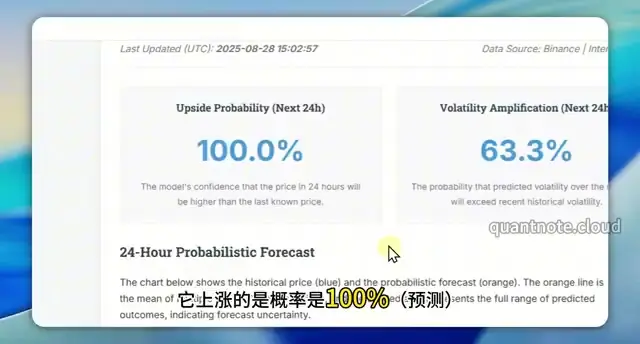 Last Updated (UTC): 2025-08-28 15:02:57
Data Source: Binance | Inter
Upside Probability (Next 24h)
100.0%
The model's confidence that the price in 24 hours will
be higher than the last known price.
Volatility Amplification (Next 24h
63.3%
The probability that predicted volatility over the
will exceed recent historical volatility.
quantnote.cloud
24-Hour Probabilistic Forecast
The chart below shows the historical price (blue) and the probabilistic forecast (orange). The orange line is
the mean of
the full range of predicted
它上涨的是概率是100%（预测）
outcomes, indicating forecast uncertainty.